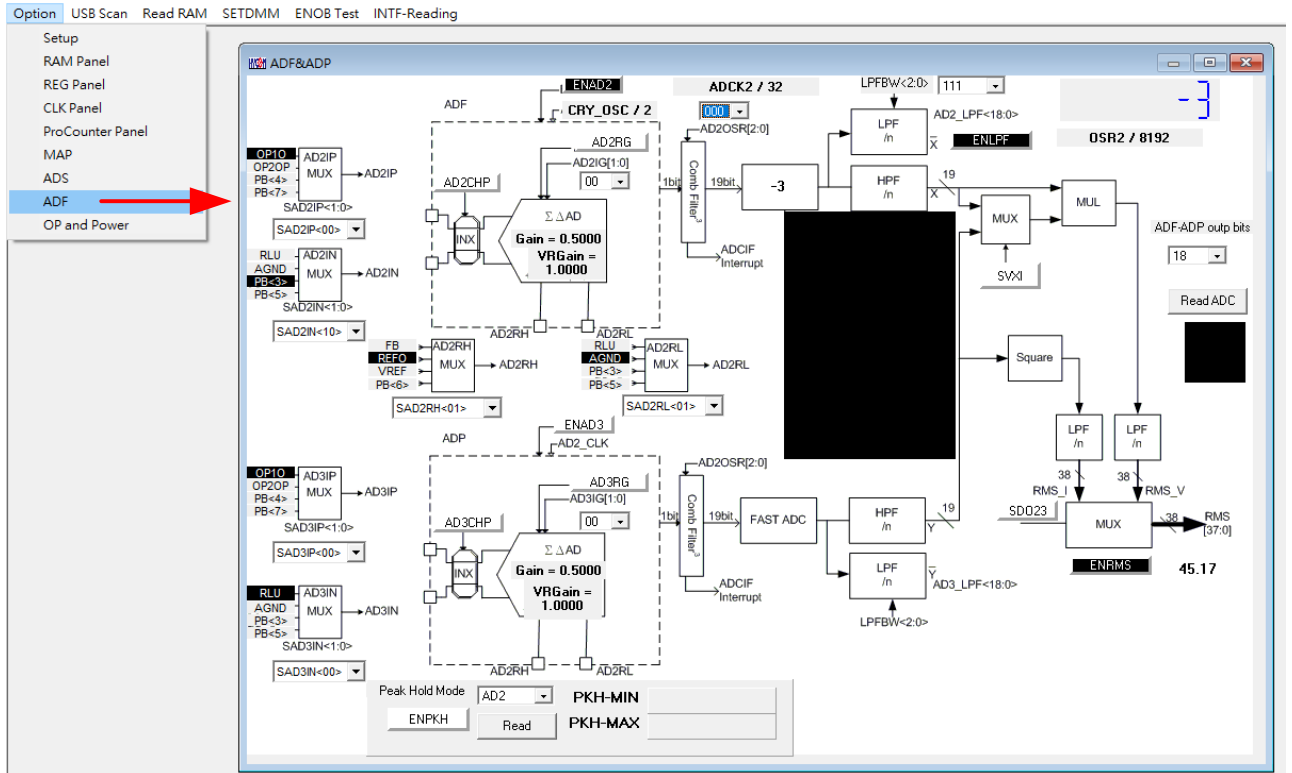 Option USB Scan Read RAM SETDMM ENOB Test INTF-Reading
Setup
RAM Panel
REG Panel
CLK Panel
ProCounter Panel
MAP
ADS
ADF
OP and Power
ADF&ADP
ENAD2
ADCK2 / 32
LPFBW<2:0> 111
-3
ADF
CRY_OSC / 2
000
AD2OSR[2:0]
LPF
/n
AD2_LPF<18:0>
X
ENLPF
OSR2 / 8192
OP1O
OP2OP
PB<4>
PB<7>
AD2IP
MUX
AD2IP
SAD2IP<1:0>
SAD2IP<00>
AD2RG
AD2IG[1:0]
00
AD2CHP
INX
Σ△AD
Gain = 0.5000
VRGain =
1.0000
1bit
Comb Filter³
19bit
-3
HPF
/n
19
X
MUX
MUL
SVXI
ADCIF
Interrupt
ADF-ADP outp bits
18
Read ADC
RLU
AGND
PB<3>
PB<5>
AD2IN
MUX
AD2IN
SAD2IN<1:0>
SAD2IN<10>
AD2RH
AD2RL
FB
REFO
VREF
PB<6>
AD2RH
MUX
AD2RH
SAD2RH<01>
RLU
AGND
PB<3>
PB<5>
AD2RL
MUX
AD2RL
SAD2RL<01>
Square
LPF
/n
LPF
/n
38
38
RMS_I
RMS_V
SDO23
MUX
38
RMS
[37:0]
ENRMS
45.17
ADP
ENAD3
AD2_CLK
AD2OSR[2:0]
OP1O
OP2OP
PB<4>
PB<7>
AD3IP
MUX
AD3IP
SAD3IP<1:0>
SAD3IP<00>
AD3RG
AD3IG[1:0]
00
AD3CHP
INX
Σ△AD
Gain = 0.5000
VRGain =
1.0000
1bit
Comb Filter³
19bit
FAST ADC
HPF
/n
19
Y
LPF
/n
Y
AD3_LPF<18:0>
LPFBW<2:0>
ADCIF
Interrupt
RLU
AGND
PB<3>
PB<5>
AD3IN
MUX
AD3IN
SAD3IN<1:0>
SAD3IN<00>
AD2RH
AD2RL
Peak Hold Mode AD2 PKH-MIN
ENPKH Read PKH-MAX